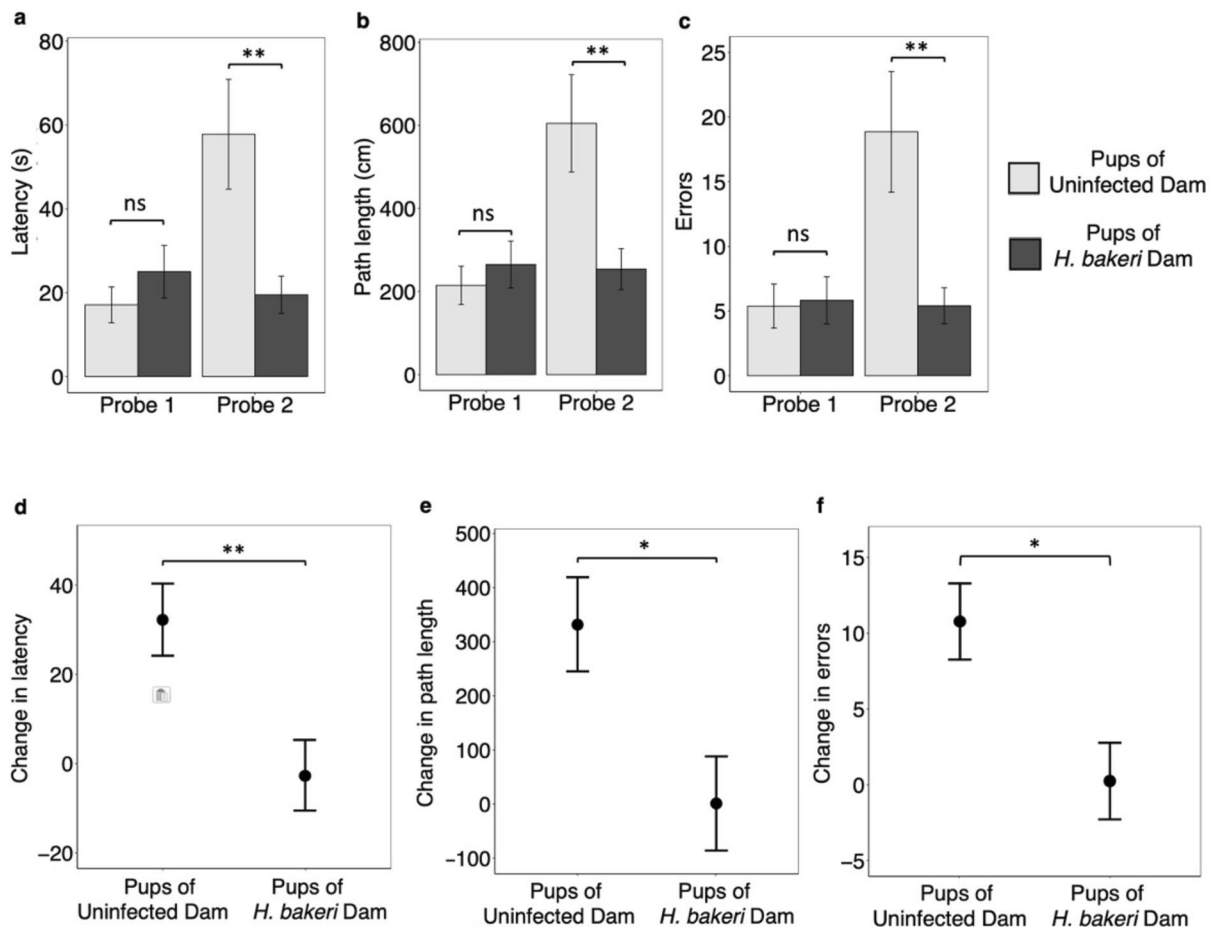 a
80
60
40
20
0
Latency (s)
ns
**
Probe 1 Probe 2
b
800
600
400
200
0
Path length (cm)
ns
**
Probe 1 Probe 2
c
25
20
15
10
5
0
Errors
ns
**
Probe 1 Probe 2
Pups of
Uninfected Dam
Pups of
H. bakeri Dam
d
40
20
0
−20
Change in latency
**
Pups of
Uninfected Dam
Pups of
H. bakeri Dam
e
500
400
300
200
100
0
−100
Change in path length
*
Pups of
Uninfected Dam
Pups of
H. bakeri Dam
f
15
10
5
0
−5
Change in errors
*
Pups of
Uninfected Dam
Pups of
H. bakeri Dam